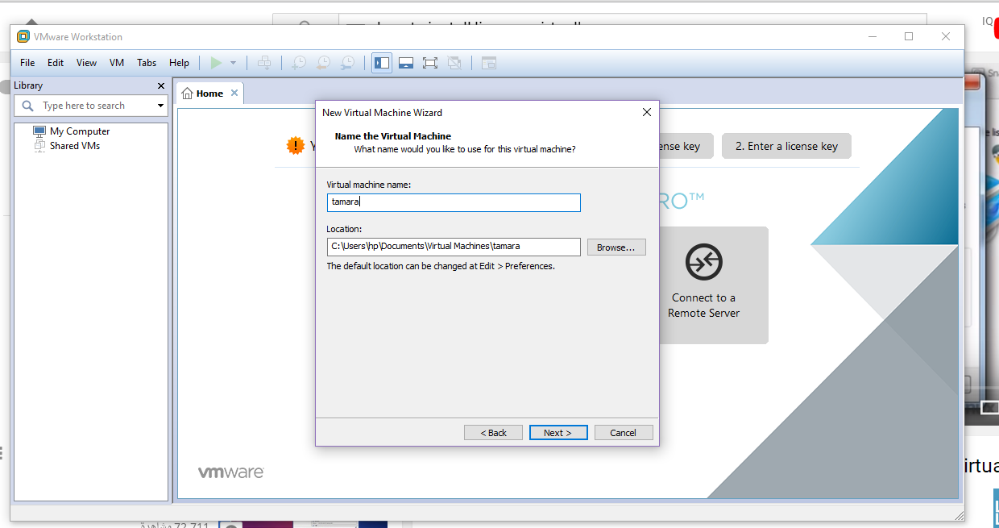 IQ
VMware Workstation
File Edit View VM Tabs Help
Library
Type here to search
My Computer
Shared VMs
Home
New Virtual Machine Wizard
Name the Virtual Machine
What name would you like to use for this virtual machine?
key
2. Enter a license key
Virtual machine name:
tamara
RO™
Location:
C:\Users\hp\Documents\Virtual Machines\tamara
Browse...
The default location can be changed at Edit > Preferences.
Connect to a
Remote Server
< Back
Next >
Cancel
vmware
72,711 مشاهدة